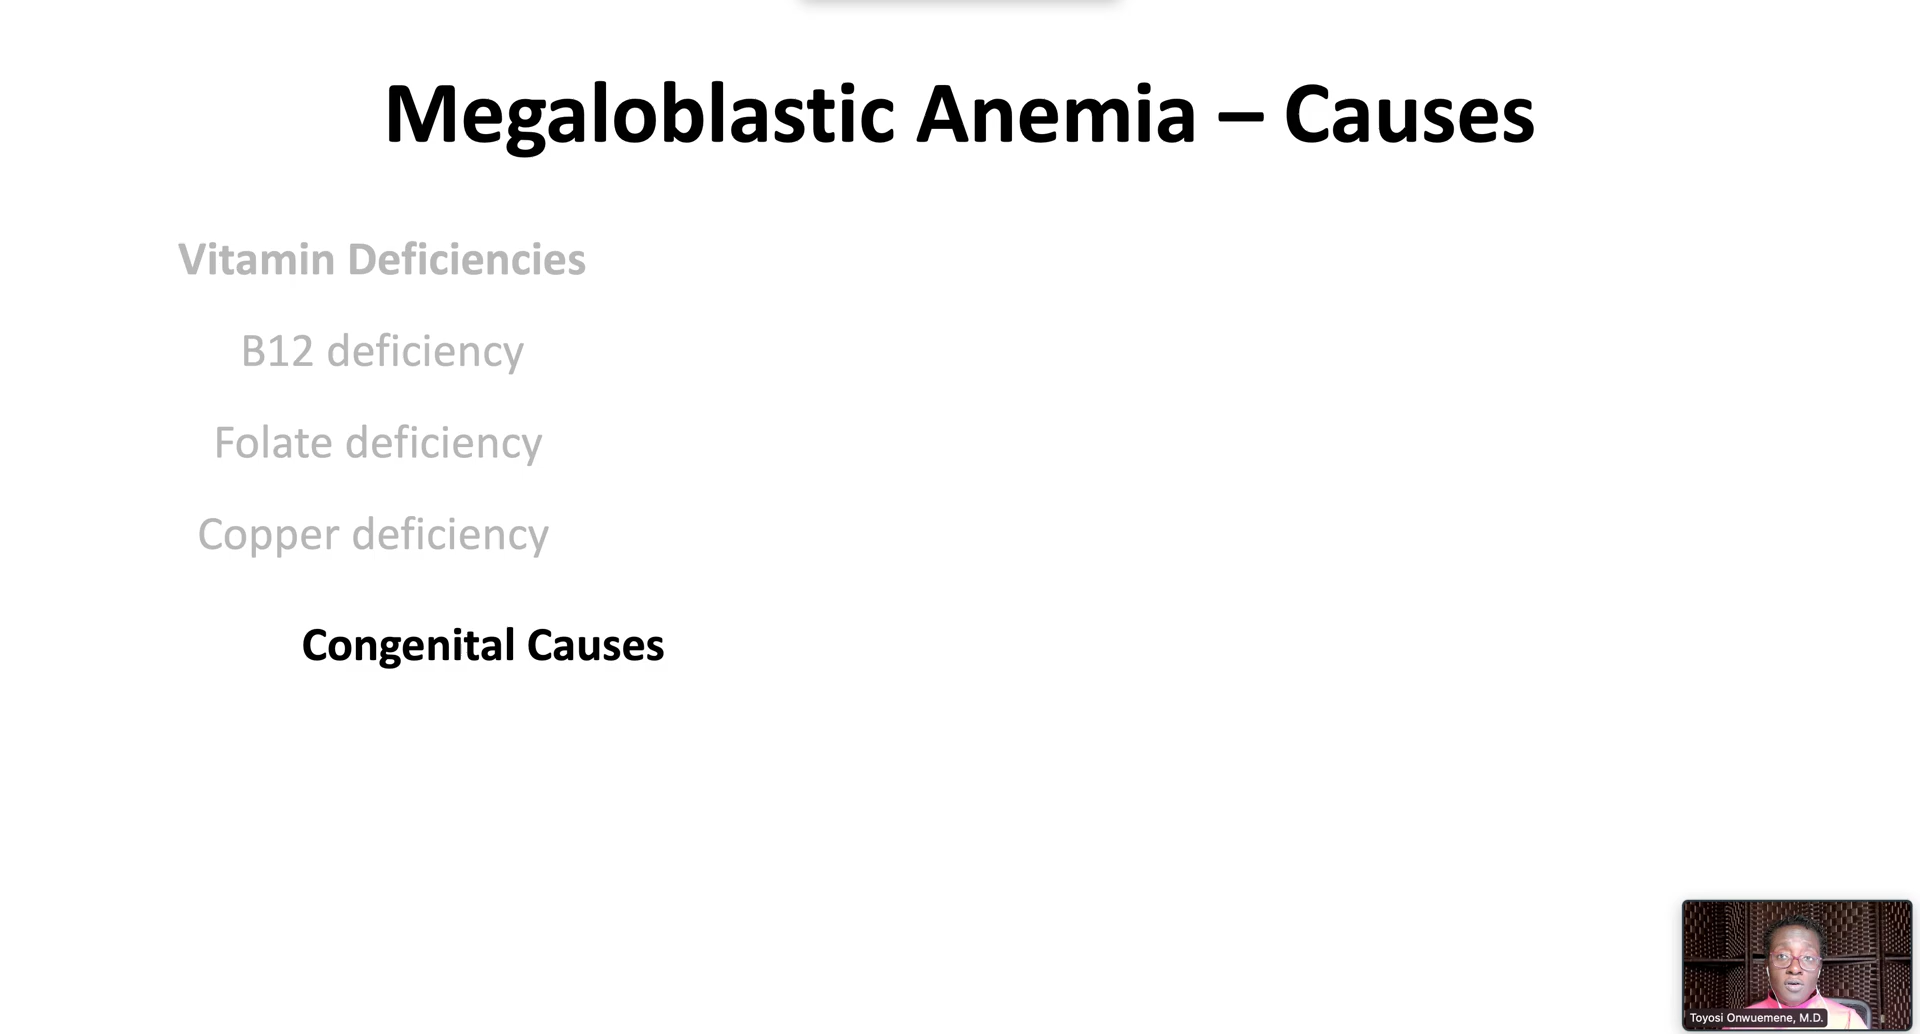 Megaloblastic Anemia – Causes
Vitamin Deficiencies
B12 deficiency
Folate deficiency
Copper deficiency
Congenital Causes
Toyosi Onwuemene, M.D.